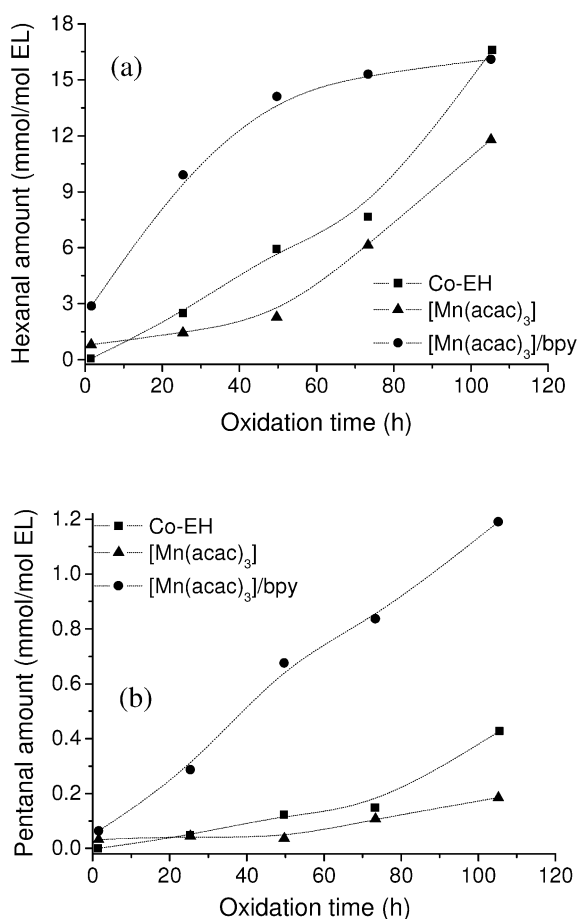 Hexanal amount (mmol/mol EL)
18
15
12
9
6
3
0
(a)
Co-EH
[Mn(acac)₃]
[Mn(acac)₃]/bpy
0 20 40 60 80 100 120
Oxidation time (h)
Pentanal amount (mmol/mol EL)
1.2
1.0
0.8
0.6
0.4
0.2
0.0
Co-EH
[Mn(acac)₃]
[Mn(acac)₃]/bpy
(b)
0 20 40 60 80 100 120
Oxidation time (h)